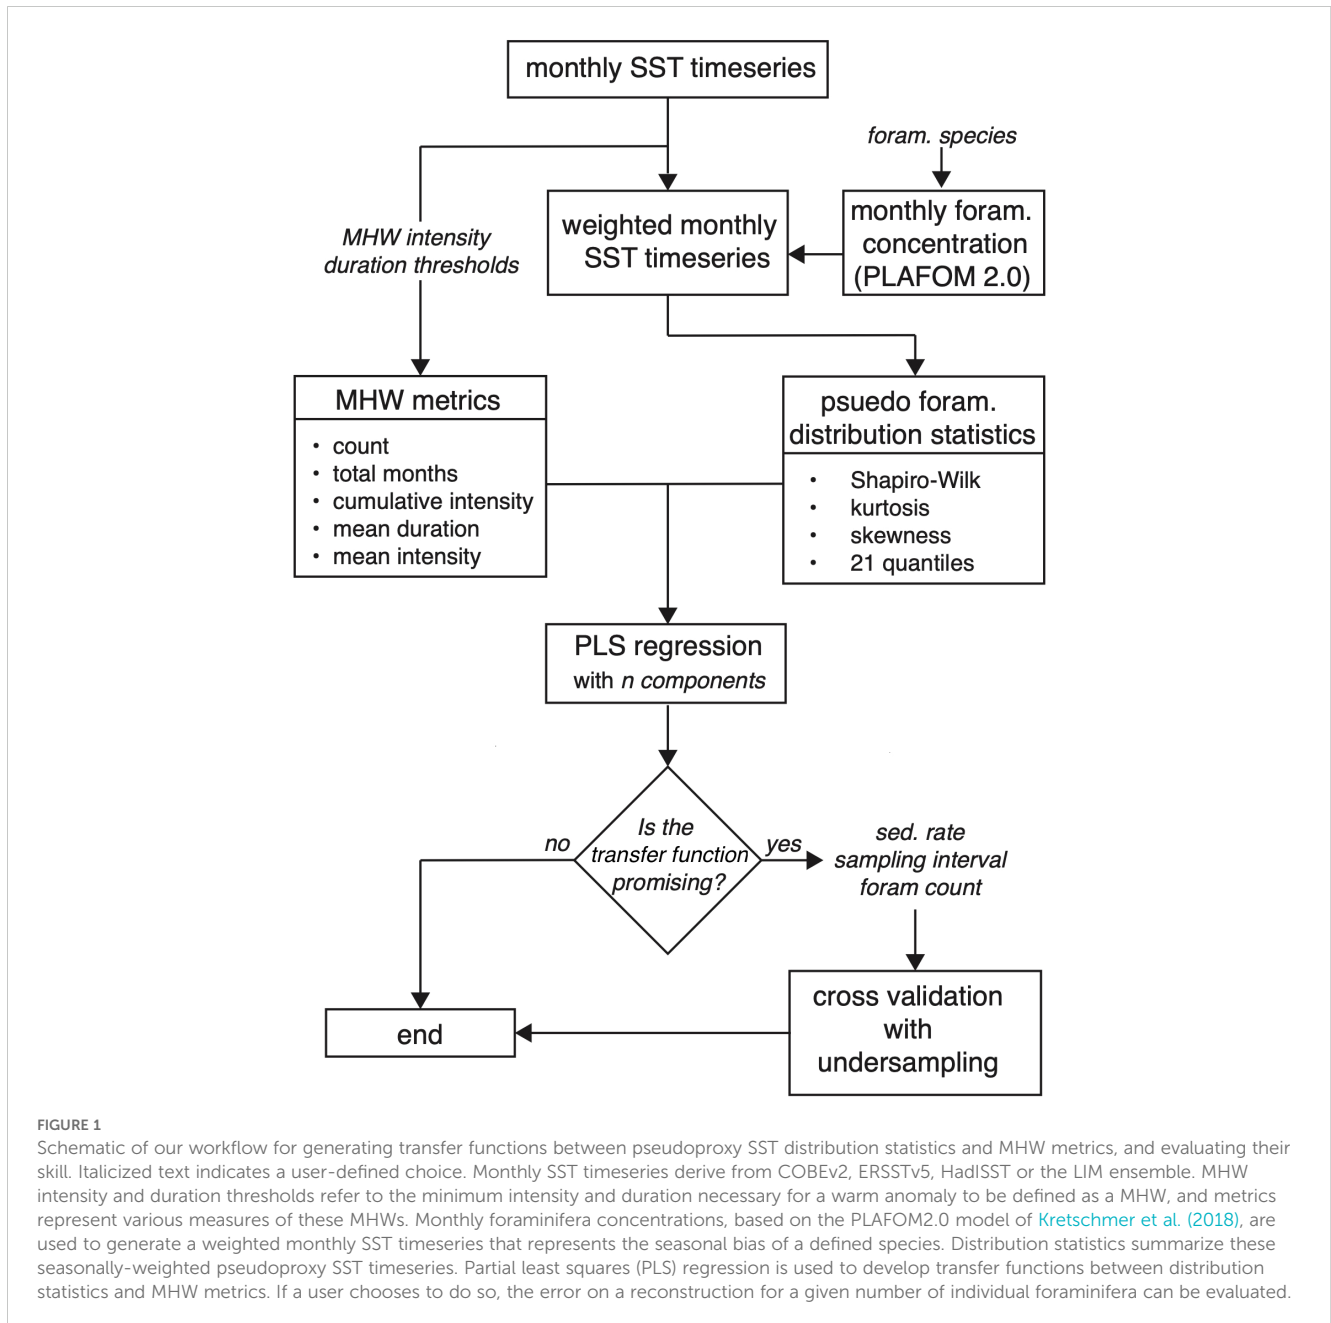 monthly SST timeseries
foram. species
MHW intensity
duration thresholds
weighted monthly
SST timeseries
monthly foram.
concentration
(PLAFOM 2.0)
MHW metrics
• count
• total months
• cumulative intensity
• mean duration
• mean intensity
psuedo foram.
distribution statistics
• Shapiro-Wilk
• kurtosis
• skewness
• 21 quantiles
PLS regression
with n components
Is the
transfer function
promising?
no
yes
sed. rate
sampling interval
foram count
cross validation
with
undersampling
end
FIGURE 1
Schematic of our workflow for generating transfer functions between pseudoproxy SST distribution statistics and MHW metrics, and evaluating their
skill. Italicized text indicates a user-defined choice. Monthly SST timeseries derive from COBEv2, ERSSTv5, HadISST or the LIM ensemble. MHW
intensity and duration thresholds refer to the minimum intensity and duration necessary for a warm anomaly to be defined as a MHW, and metrics
represent various measures of these MHWs. Monthly foraminifera concentrations, based on the PLAFOM2.0 model of Kretschmer et al. (2018), are
used to generate a weighted monthly SST timeseries that represents the seasonal bias of a defined species. Distribution statistics summarize these
seasonally-weighted pseudoproxy SST timeseries. Partial least squares (PLS) regression is used to develop transfer functions between distribution
statistics and MHW metrics. If a user chooses to do so, the error on a reconstruction for a given number of individual foraminifera can be evaluated.